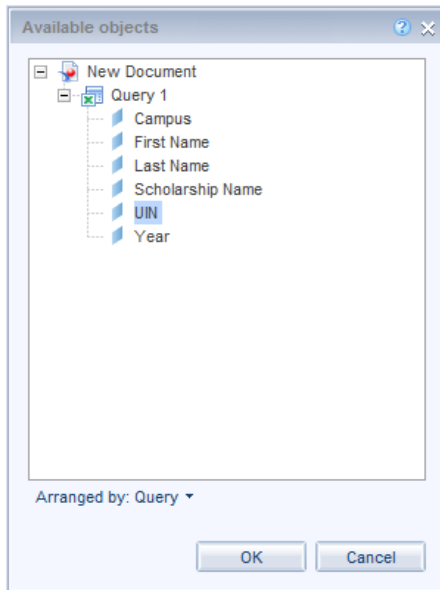 Available objects
New Document
Query 1
Campus
First Name
Last Name
Scholarship Name
UIN
Year
Arranged by: Query
OK Cancel